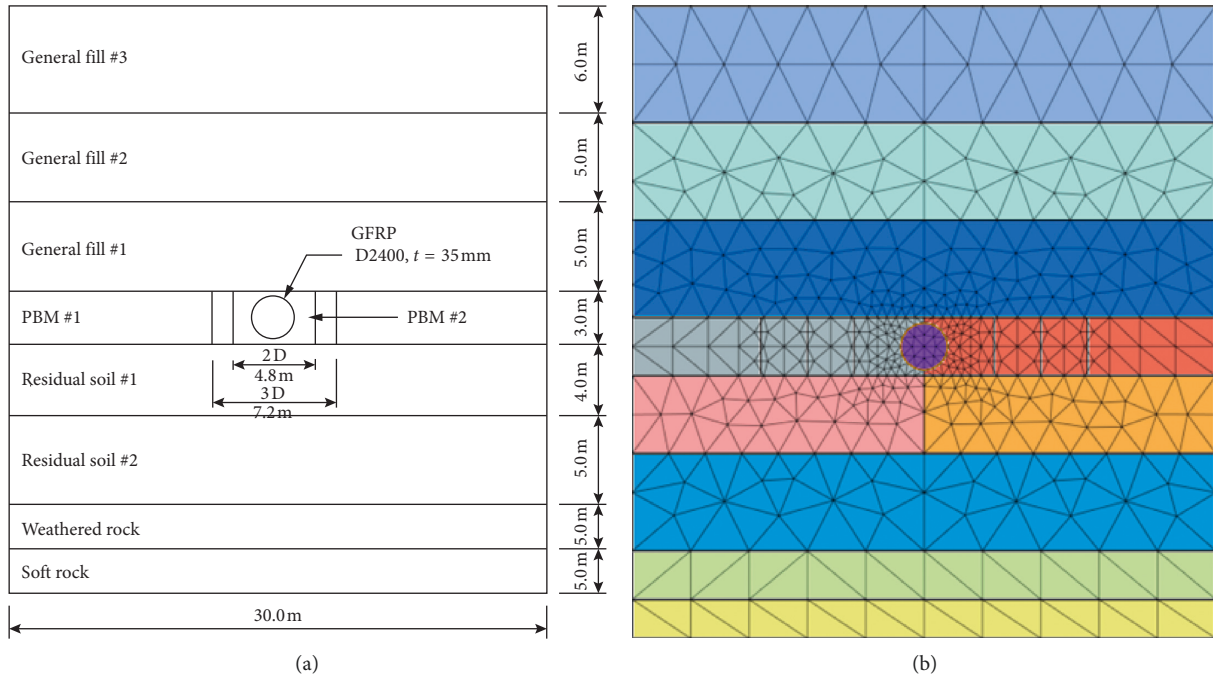 General fill #3
6.0 m
General fill #2
5.0 m
General fill #1
5.0 m
GFRP
D2400, t = 35 mm
PBM #1
PBM #2
3.0 m
2 D
4.8 m
3 D
7.2 m
Residual soil #1
4.0 m
Residual soil #2
5.0 m
Weathered rock
5.0 m
Soft rock
5.0 m
30.0 m
(a)
(b)